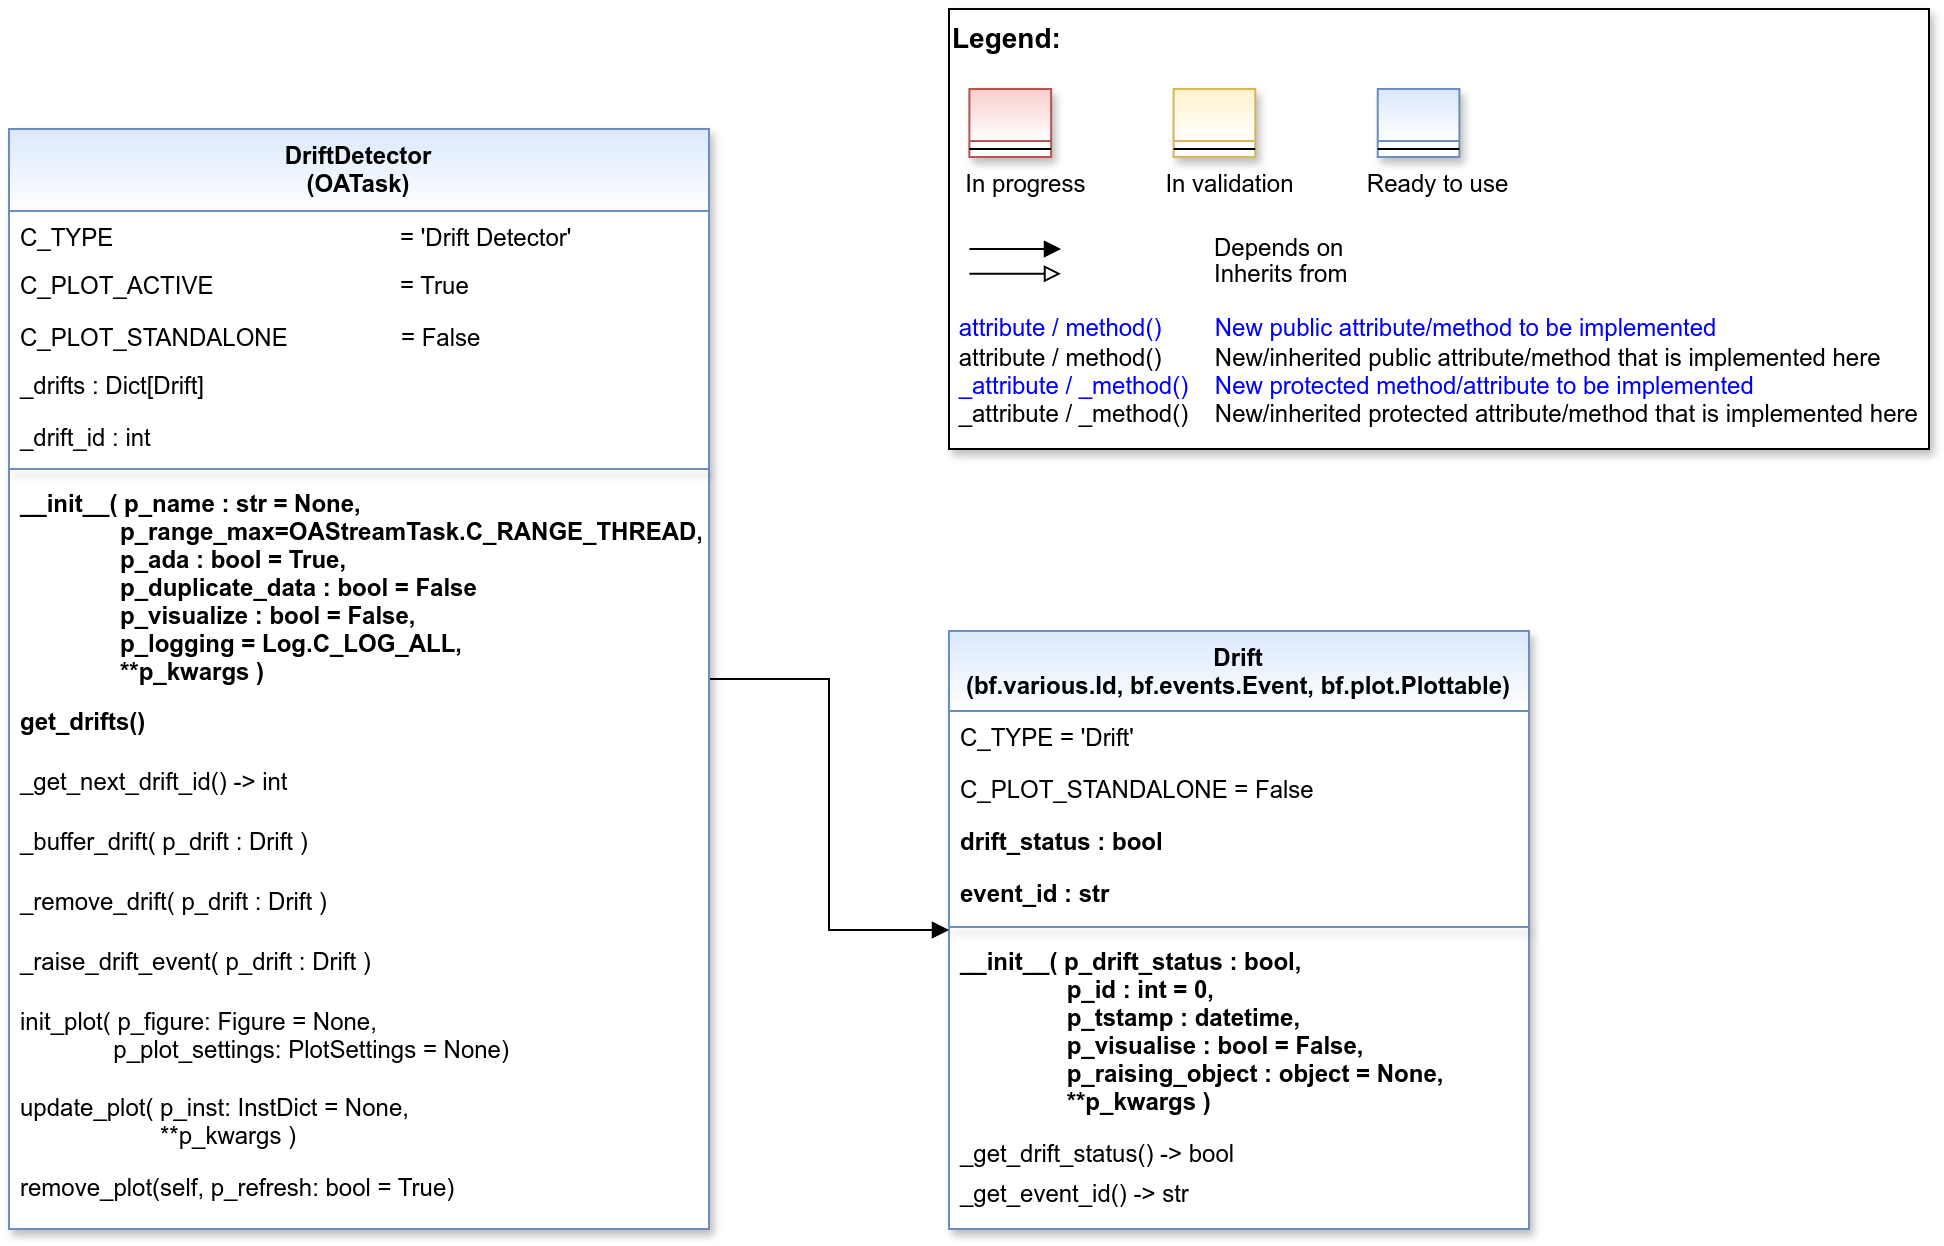 DriftDetector
(OATask)
C_TYPE = 'Drift Detector'
C_PLOT_ACTIVE = True
C_PLOT_STANDALONE = False
_drifts : Dict[Drift]
_drift_id : int
__init__( p_name : str = None,
p_range_max=OAStreamTask.C_RANGE_THREAD,
p_ada : bool = True,
p_duplicate_data : bool = False
p_visualize : bool = False,
p_logging = Log.C_LOG_ALL,
**p_kwargs )
get_drifts()
_get_next_drift_id() -> int
_buffer_drift( p_drift : Drift )
_remove_drift( p_drift : Drift )
_raise_drift_event( p_drift : Drift )
init_plot( p_figure: Figure = None,
p_plot_settings: PlotSettings = None)
update_plot( p_inst: InstDict = None,
**p_kwargs )
remove_plot(self, p_refresh: bool = True)
Legend:
In progress In validation Ready to use
Depends on
Inherits from
attribute / method() New public attribute/method to be implemented
attribute / method() New/inherited public attribute/method that is implemented here
_attribute / _method() New protected method/attribute to be implemented
_attribute / _method() New/inherited protected attribute/method that is implemented here
Drift
(bf.various.Id, bf.events.Event, bf.plot.Plottable)
C_TYPE = 'Drift'
C_PLOT_STANDALONE = False
drift_status : bool
event_id : str
__init__( p_drift_status : bool,
p_id : int = 0,
p_tstamp : datetime,
p_visualise : bool = False,
p_raising_object : object = None,
**p_kwargs )
_get_drift_status() -> bool
_get_event_id() -> str